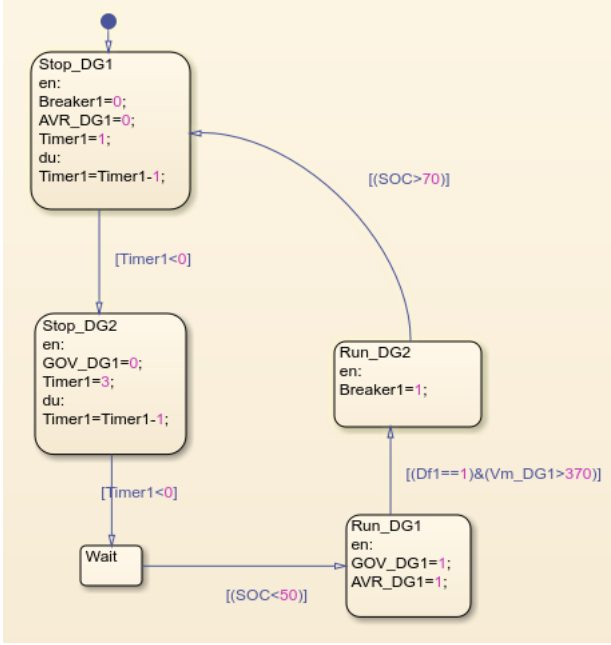 Stop_DG1
en:
Breaker1=0;
AVR_DG1=0;
Timer1=1;
du:
Timer1=Timer1-1;
[(SOC>70)]
[Timer1<0]
Stop_DG2
en:
GOV_DG1=0;
Timer1=3;
du:
Timer1=Timer1-1;
Run_DG2
en:
Breaker1=1;
[(Df1==1)&(Vm_DG1>370)]
[Timer1<0]
Wait
Run_DG1
en:
GOV_DG1=1;
AVR_DG1=1;
[(SOC<50)]